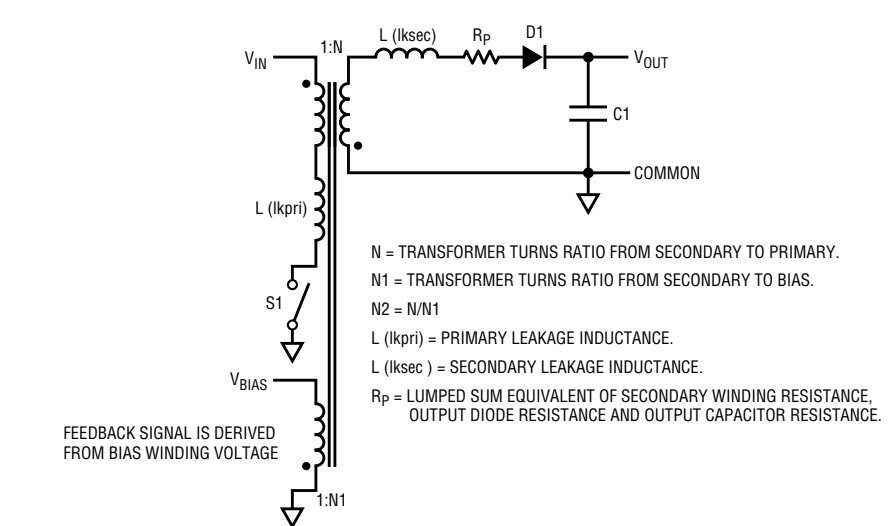 L (lksec)
RP
D1
VIN
1:N
VOUT
C1
COMMON
L (lkpri)
N = TRANSFORMER TURNS RATIO FROM SECONDARY TO PRIMARY.
N1 = TRANSFORMER TURNS RATIO FROM SECONDARY TO BIAS.
N2 = N/N1
L (lkpri) = PRIMARY LEAKAGE INDUCTANCE.
L (lksec ) = SECONDARY LEAKAGE INDUCTANCE.
RP = LUMPED SUM EQUIVALENT OF SECONDARY WINDING RESISTANCE,
OUTPUT DIODE RESISTANCE AND OUTPUT CAPACITOR RESISTANCE.
S1
VBIAS
FEEDBACK SIGNAL IS DERIVED
FROM BIAS WINDING VOLTAGE
1:N1